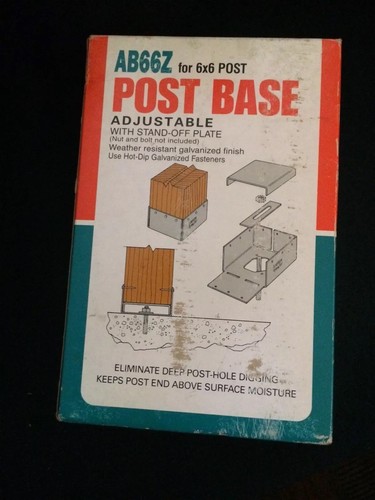 AB66Z for 6x6 POST
POST BASE
ADJUSTABLE
WITH STAND-OFF PLATE
(Nut and bolt not included)
Weather resistant galvanized finish
Use Hot-Dip Galvanized Fasteners
ELIMINATE DEEP POST-HOLE DIGGING
KEEPS POST END ABOVE SURFACE MOISTURE